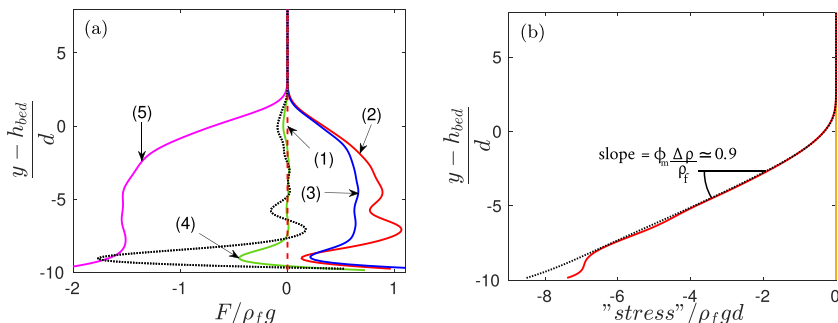 (a)
5
0
-5
-10
y − h_bed
d
(1)
(2)
(3)
(4)
(5)
-2
-1
0
1
F/ρ_f g
(b)
5
0
-5
-10
y − h_bed
d
slope = ϕ_m Δρ/ρ_f ≃ 0.9
-8
-6
-4
-2
0
"stress"/ρ_f gd